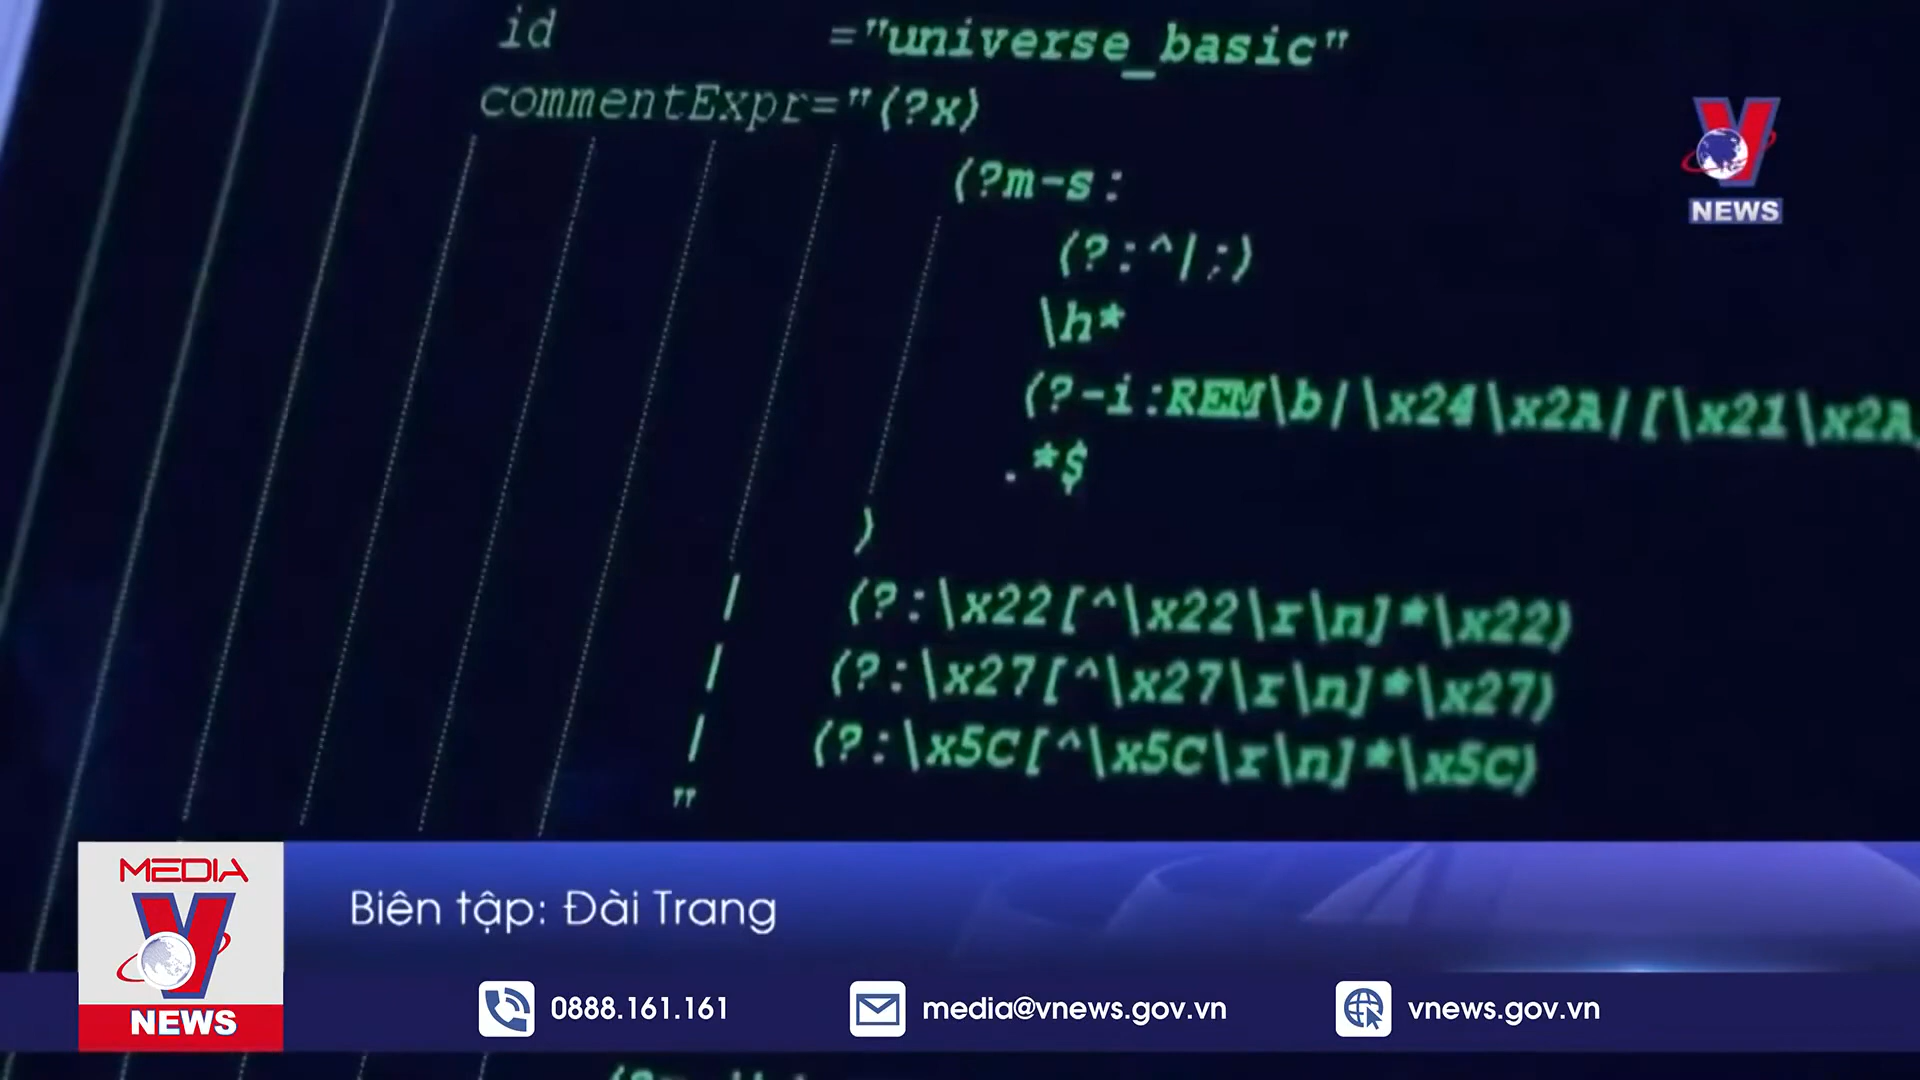 id ="universe_basic"
commentExpr="(?x)
(?m-s:
(?:^|;)
\h*
(?-i:REM\b|\x24\x2A|[\x21\x2A
.*$
)
| (?:\x22[^\x22\r\n]*\x22)
| (?:\x27[^\x27\r\n]*\x27)
| (?:\x5C[^\x5C\r\n]*\x5C)
"
V
NEWS
MEDIA
V
NEWS
Biên tập: Đài Trang
0888.161.161
media@vnews.gov.vn
vnews.gov.vn